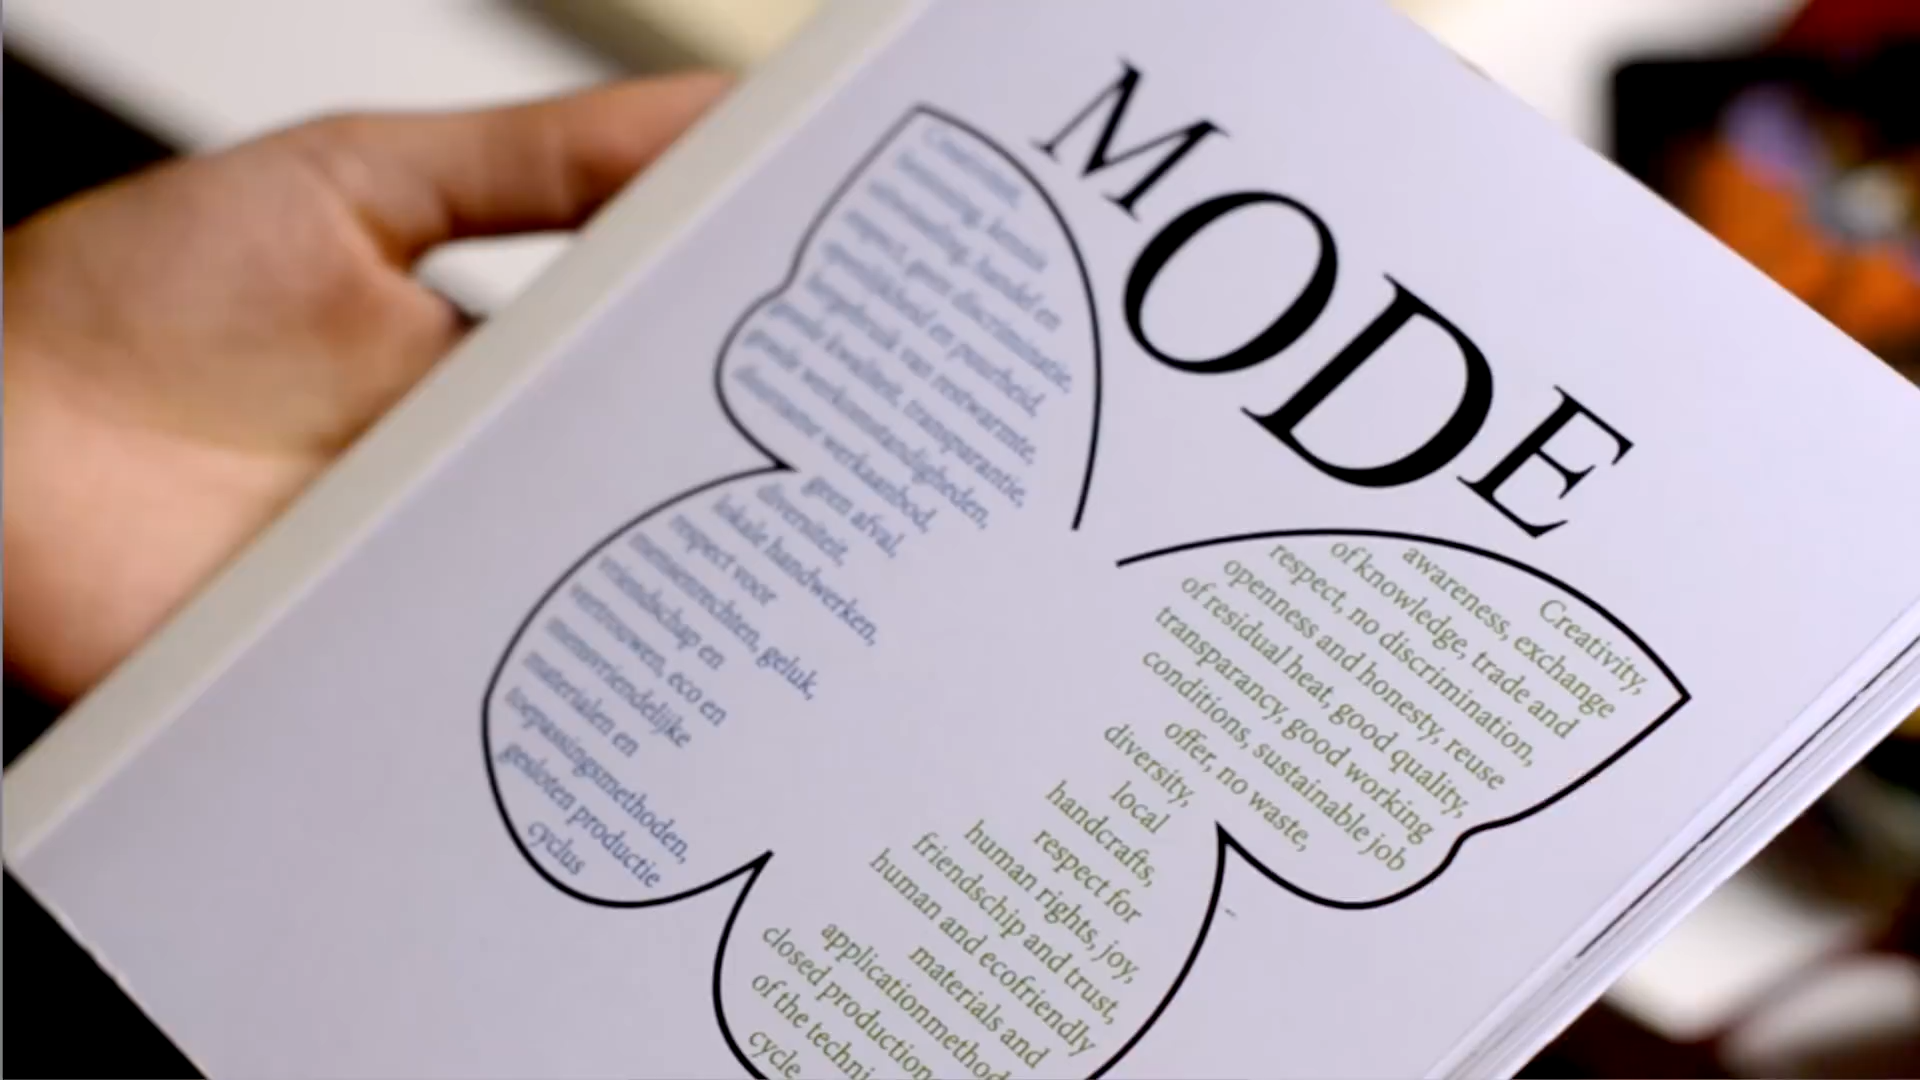 MODE
Creativiteit,
bewustzijn, kennis
uitwisseling, handel en
respect, geen discriminatie,
openlijkheid en puurheid,
hergebruik van restwarmte,
goede kwaliteit, transparantie,
goede werkomstandigheden,
duurzame werkaanbod,
geen afval,
diversiteit,
lokale handwerken,
respect voor
mensenrechten, geluk,
vriendschap en
vertrouwen, eco en
mensvriendelijke
materialen en
toepassingsmethoden,
gesloten productie
cyclus
Creativity,
awareness, exchange
of knowledge, trade and
respect, no discrimination,
openness and honesty, reuse
of residual heat, good quality,
transparancy, good working
conditions, sustainable job
offer, no waste,
diversity,
local
handcrafts,
respect for
human rights, joy,
friendschip and trust,
human and ecofriendly
materials and
applicationmethod
closed production
of the techni
cycle